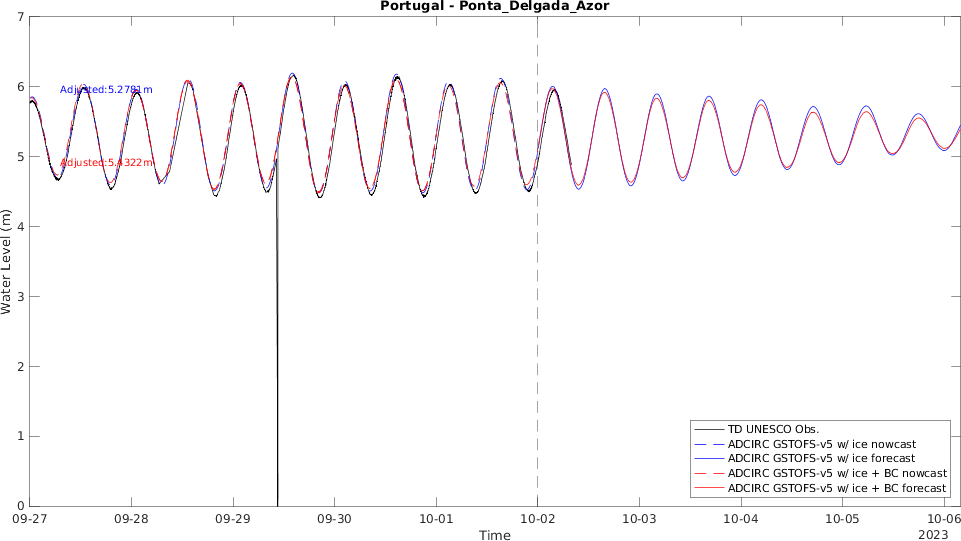 Portugal - Ponta_Delgada_Azor
7
6
5
4
3
2
1
0
Water Level (m)
Adjusted:5.2781m
Adjusted:5.4322m
TD UNESCO Obs.
ADCIRC GSTOFS-v5 w/ ice nowcast
ADCIRC GSTOFS-v5 w/ ice forecast
ADCIRC GSTOFS-v5 w/ ice + BC nowcast
ADCIRC GSTOFS-v5 w/ ice + BC forecast
09-27 09-28 09-29 09-30 10-01 10-02 10-03 10-04 10-05 10-06
Time
2023